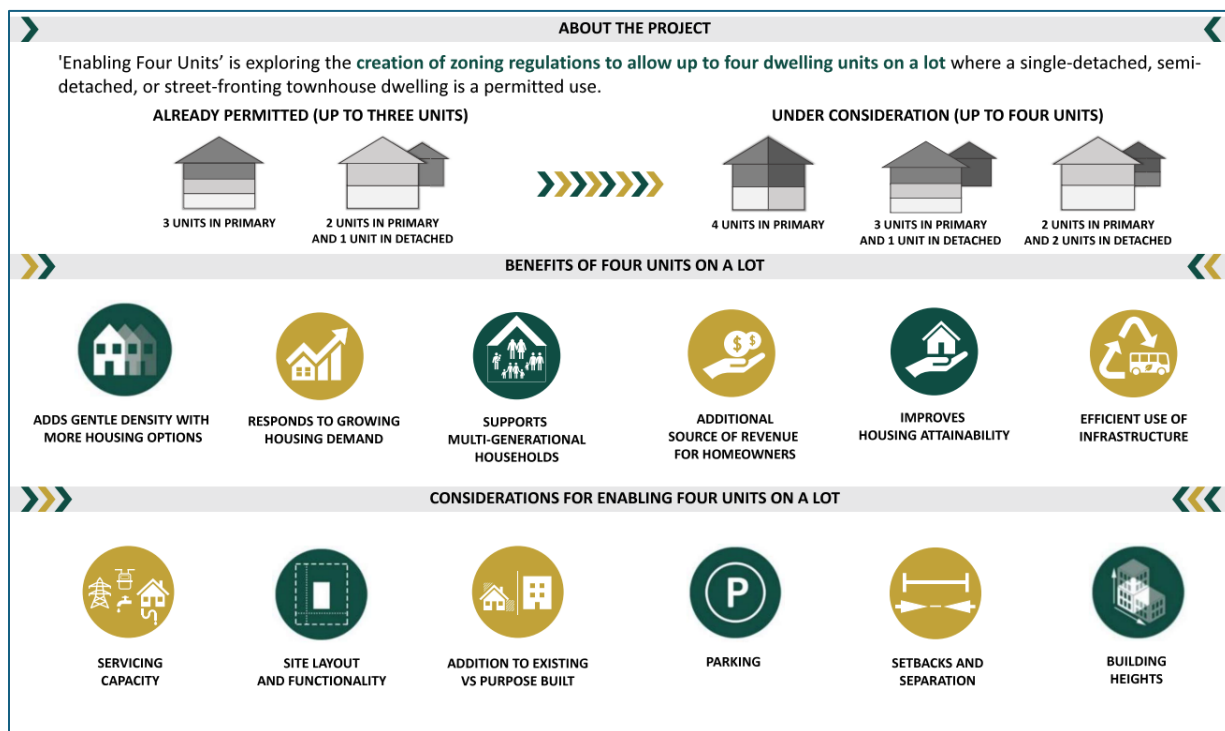 ABOUT THE PROJECT
'Enabling Four Units’ is exploring the creation of zoning regulations to allow up to four dwelling units on a lot where a single-detached, semi-
detached, or street-fronting townhouse dwelling is a permitted use.
ALREADY PERMITTED (UP TO THREE UNITS)
UNDER CONSIDERATION (UP TO FOUR UNITS)
3 UNITS IN PRIMARY
2 UNITS IN PRIMARY
AND 1 UNIT IN DETACHED
4 UNITS IN PRIMARY
3 UNITS IN PRIMARY
AND 1 UNIT IN DETACHED
2 UNITS IN PRIMARY
AND 2 UNITS IN DETACHED
BENEFITS OF FOUR UNITS ON A LOT
$ $
ADDS GENTLE DENSITY WITH
MORE HOUSING OPTIONS
RESPONDS TO GROWING
HOUSING DEMAND
SUPPORTS
MULTI-GENERATIONAL
HOUSEHOLDS
ADDITIONAL
SOURCE OF REVENUE
FOR HOMEOWNERS
IMPROVES
HOUSING ATTAINABILITY
EFFICIENT USE OF
INFRASTRUCTURE
CONSIDERATIONS FOR ENABLING FOUR UNITS ON A LOT
P
SERVICING
CAPACITY
SITE LAYOUT
AND FUNCTIONALITY
ADDITION TO EXISTING
VS PURPOSE BUILT
PARKING
SETBACKS AND
SEPARATION
BUILDING
HEIGHTS